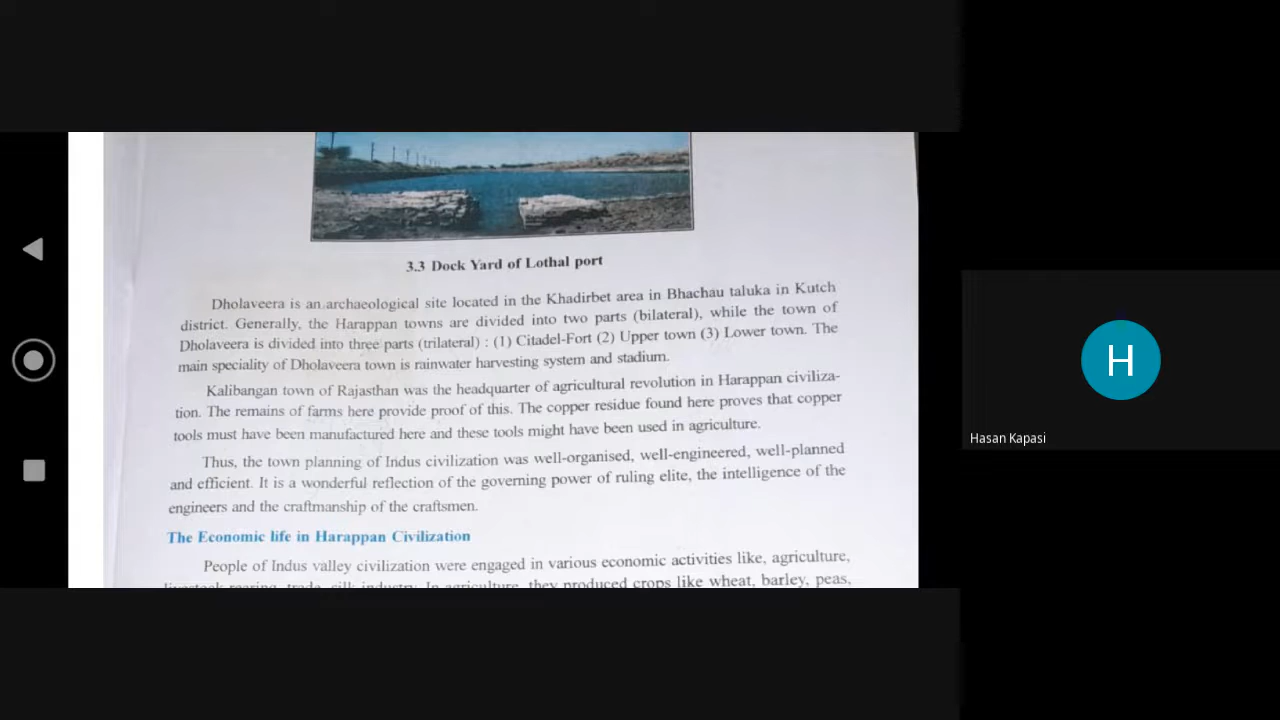 3.3 Dock Yard of Lothal port
Dholaveera is an archaeological site located in the Khadirbet area in Bhachau taluka in Kutch
district. Generally, the Harappan towns are divided into two parts (bilateral), while the town of
Dholaveera is divided into three parts (trilateral) : (1) Citadel-Fort (2) Upper town (3) Lower town. The
main speciality of Dholaveera town is rainwater harvesting system and stadium.
Kalibangan town of Rajasthan was the headquarter of agricultural revolution in Harappan civiliza-
tion. The remains of farms here provide proof of this. The copper residue found here proves that copper
tools must have been manufactured here and these tools might have been used in agriculture.
Thus, the town planning of Indus civilization was well-organised, well-engineered, well-planned
and efficient. It is a wonderful reflection of the governing power of ruling elite, the intelligence of the
engineers and the craftmanship of the craftsmen.
The Economic life in Harappan Civilization
People of Indus valley civilization were engaged in various economic activities like, agriculture,
livestock rearing, trade, silk industry. In agriculture, they produced crops like wheat, barley, peas,
H
Hasan Kapasi